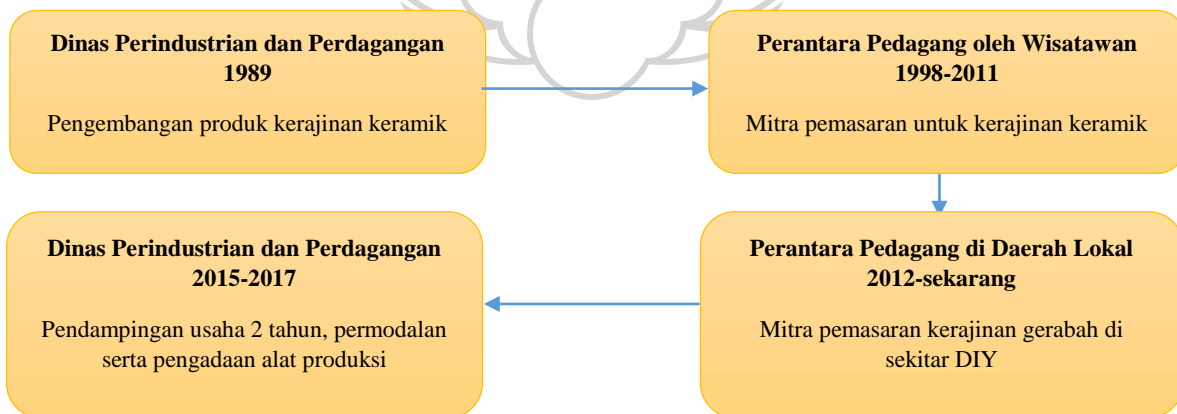 Dinas Perindustrian dan Perdagangan
1989
Pengembangan produk kerajinan keramik
Perantara Pedagang oleh Wisatawan
1998-2011
Mitra pemasaran untuk kerajinan keramik
Perantara Pedagang di Daerah Lokal
2012-sekarang
Mitra pemasaran kerajinan gerabah di
sekitar DIY
Dinas Perindustrian dan Perdagangan
2015-2017
Pendampingan usaha 2 tahun, permodalan
serta pengadaan alat produksi